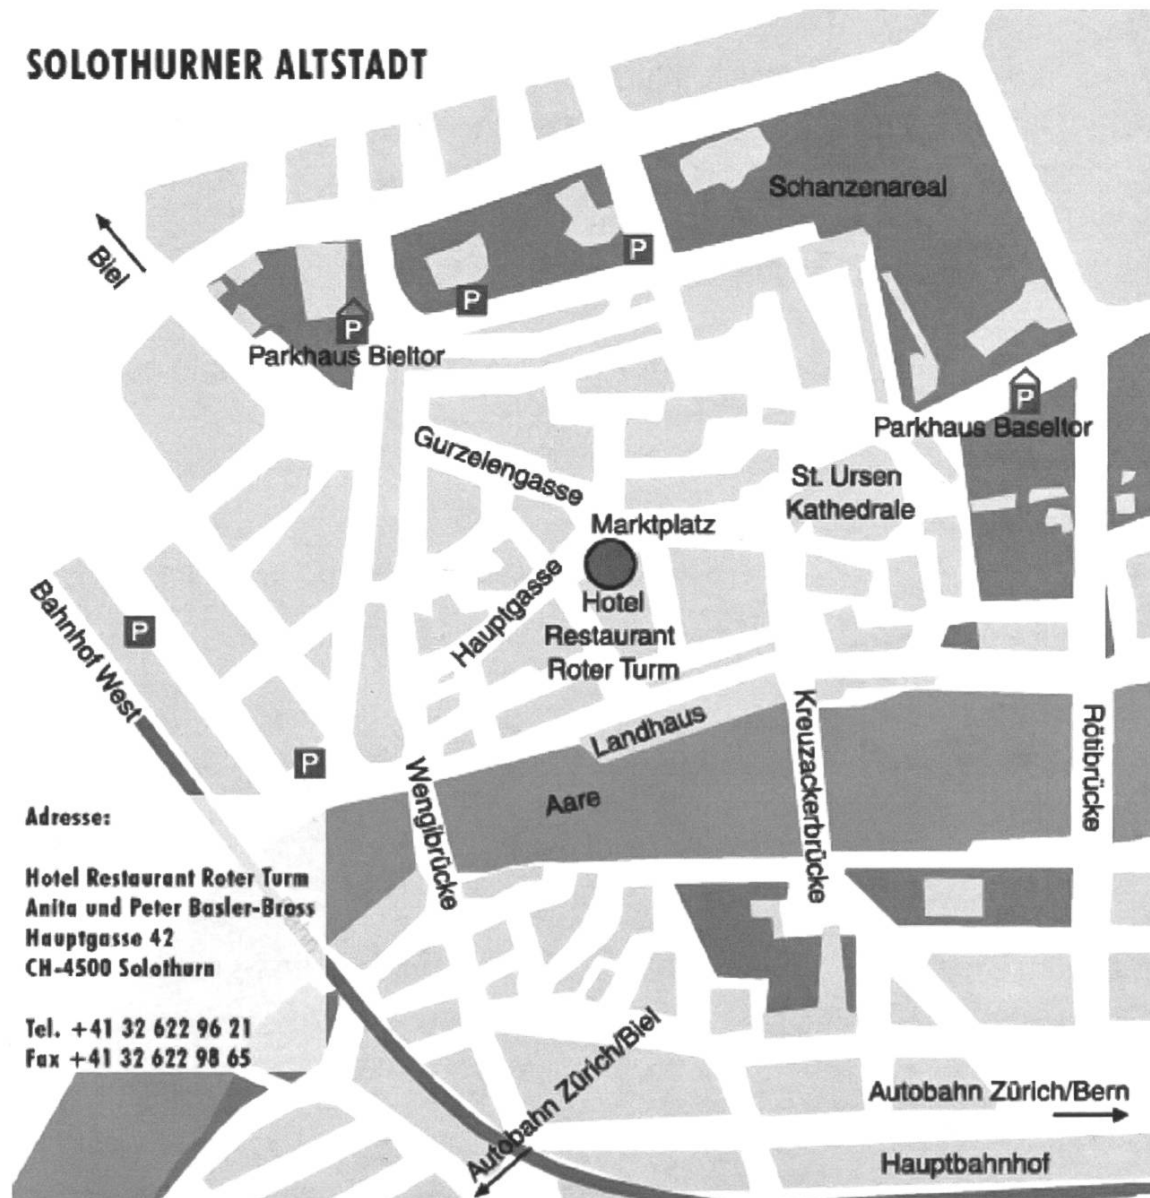 SOLOTHURNER ALTSTADT
Schanzenareal
Biel
P
P
P
Parkhaus Bieltor
P
Parkhaus Baseltor
Gurzelengasse
St. Ursen
Kathedrale
Marktplatz
Hauptgasse
Hotel
Restaurant
Roter Turm
Bahnhof West
P
P
Landhaus
Kreuzackerbrücke
Rötibrücke
Wengibrücke
Aare
Adresse:
Hotel Restaurant Roter Turm
Anita und Peter Basler-Bross
Hauptgasse 42
CH-4500 Solothurn
Tel. +41 32 622 96 21
Fax +41 32 622 98 65
Autobahn Zürich/Biel
Autobahn Zürich/Bern
Hauptbahnhof